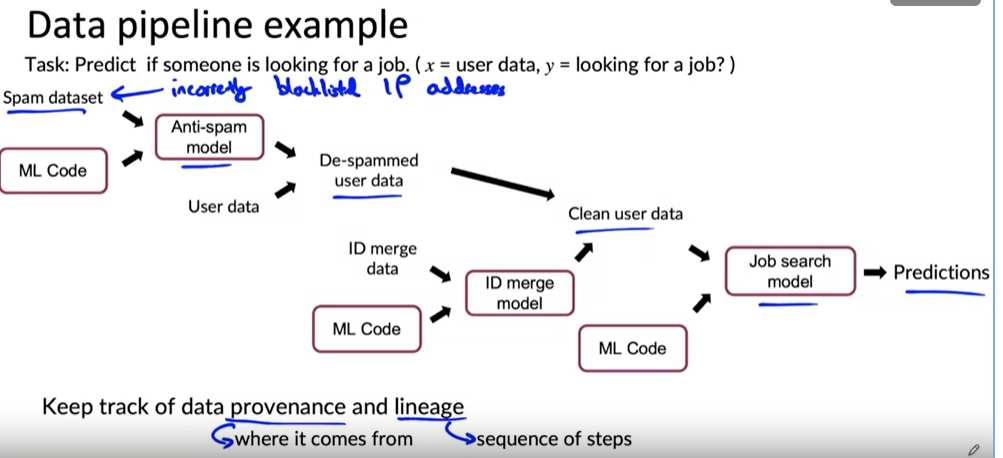 Data pipeline example
Task: Predict if someone is looking for a job. ( x = user data, y = looking for a job? )
incorrectly blacklisted IP addresses
Spam dataset
Anti-spam
model
ML Code
De-spammed
user data
User data
Clean user data
ID merge
data
ID merge
model
ML Code
Job search
model
Predictions
ML Code
Keep track of data provenance and lineage
where it comes from
sequence of steps